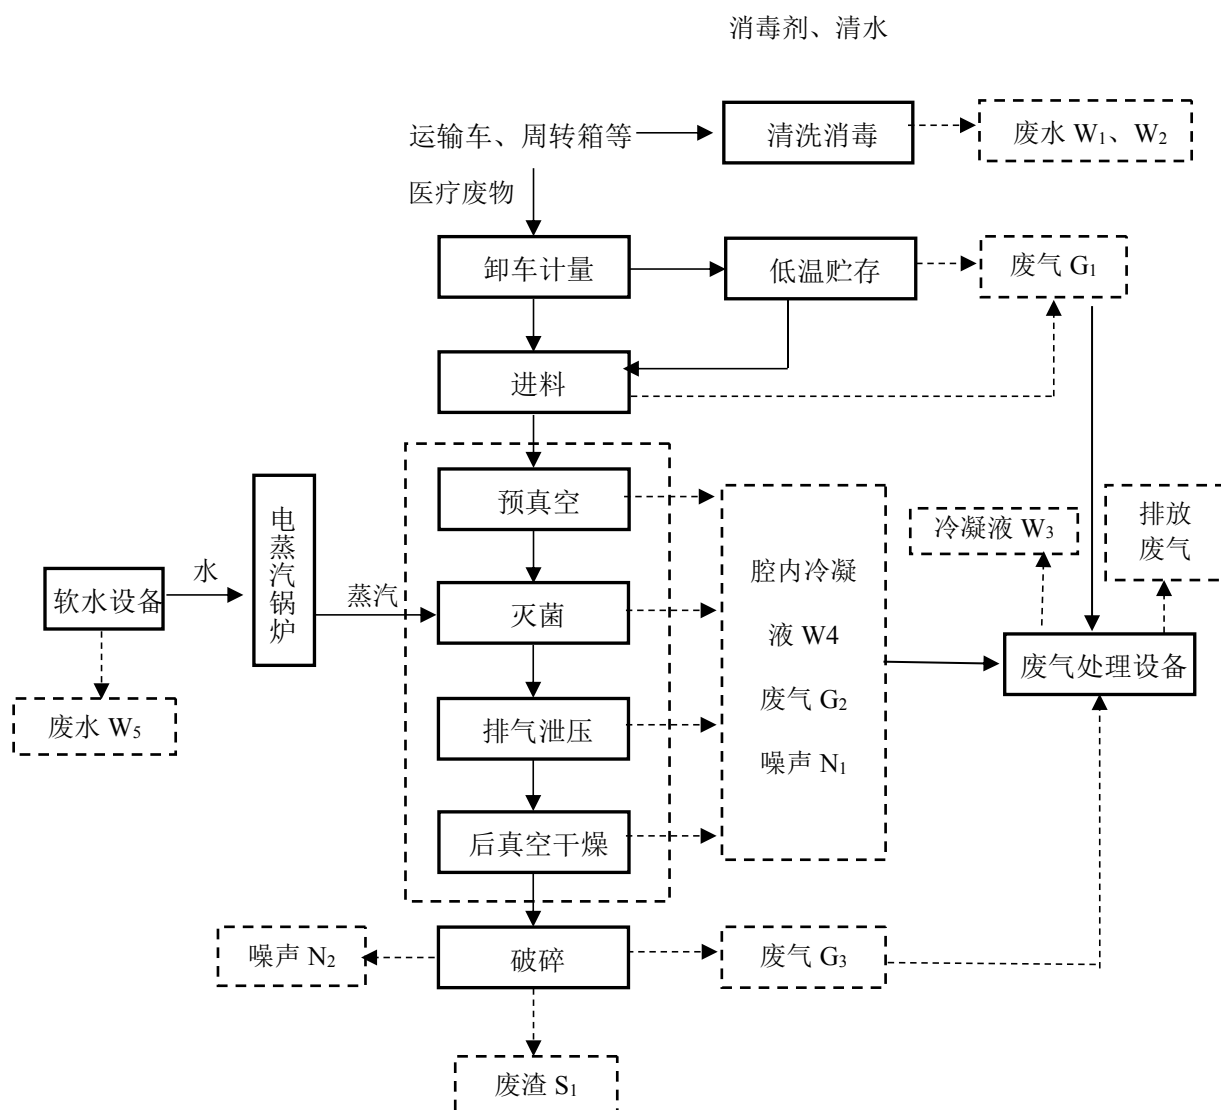 消毒剂、清水
运输车、周转箱等
清洗消毒
废水 W₁、W₂
医疗废物
卸车计量
低温贮存
废气 G₁
进料
预真空
电蒸汽锅炉
腔内冷凝
液 W4
废气 G₂
噪声 N₁
冷凝液 W₃
排放
废气
水
软水设备
蒸汽
灭菌
废气处理设备
废水 W₅
排气泄压
后真空干燥
噪声 N₂
破碎
废气 G₃
废渣 S₁